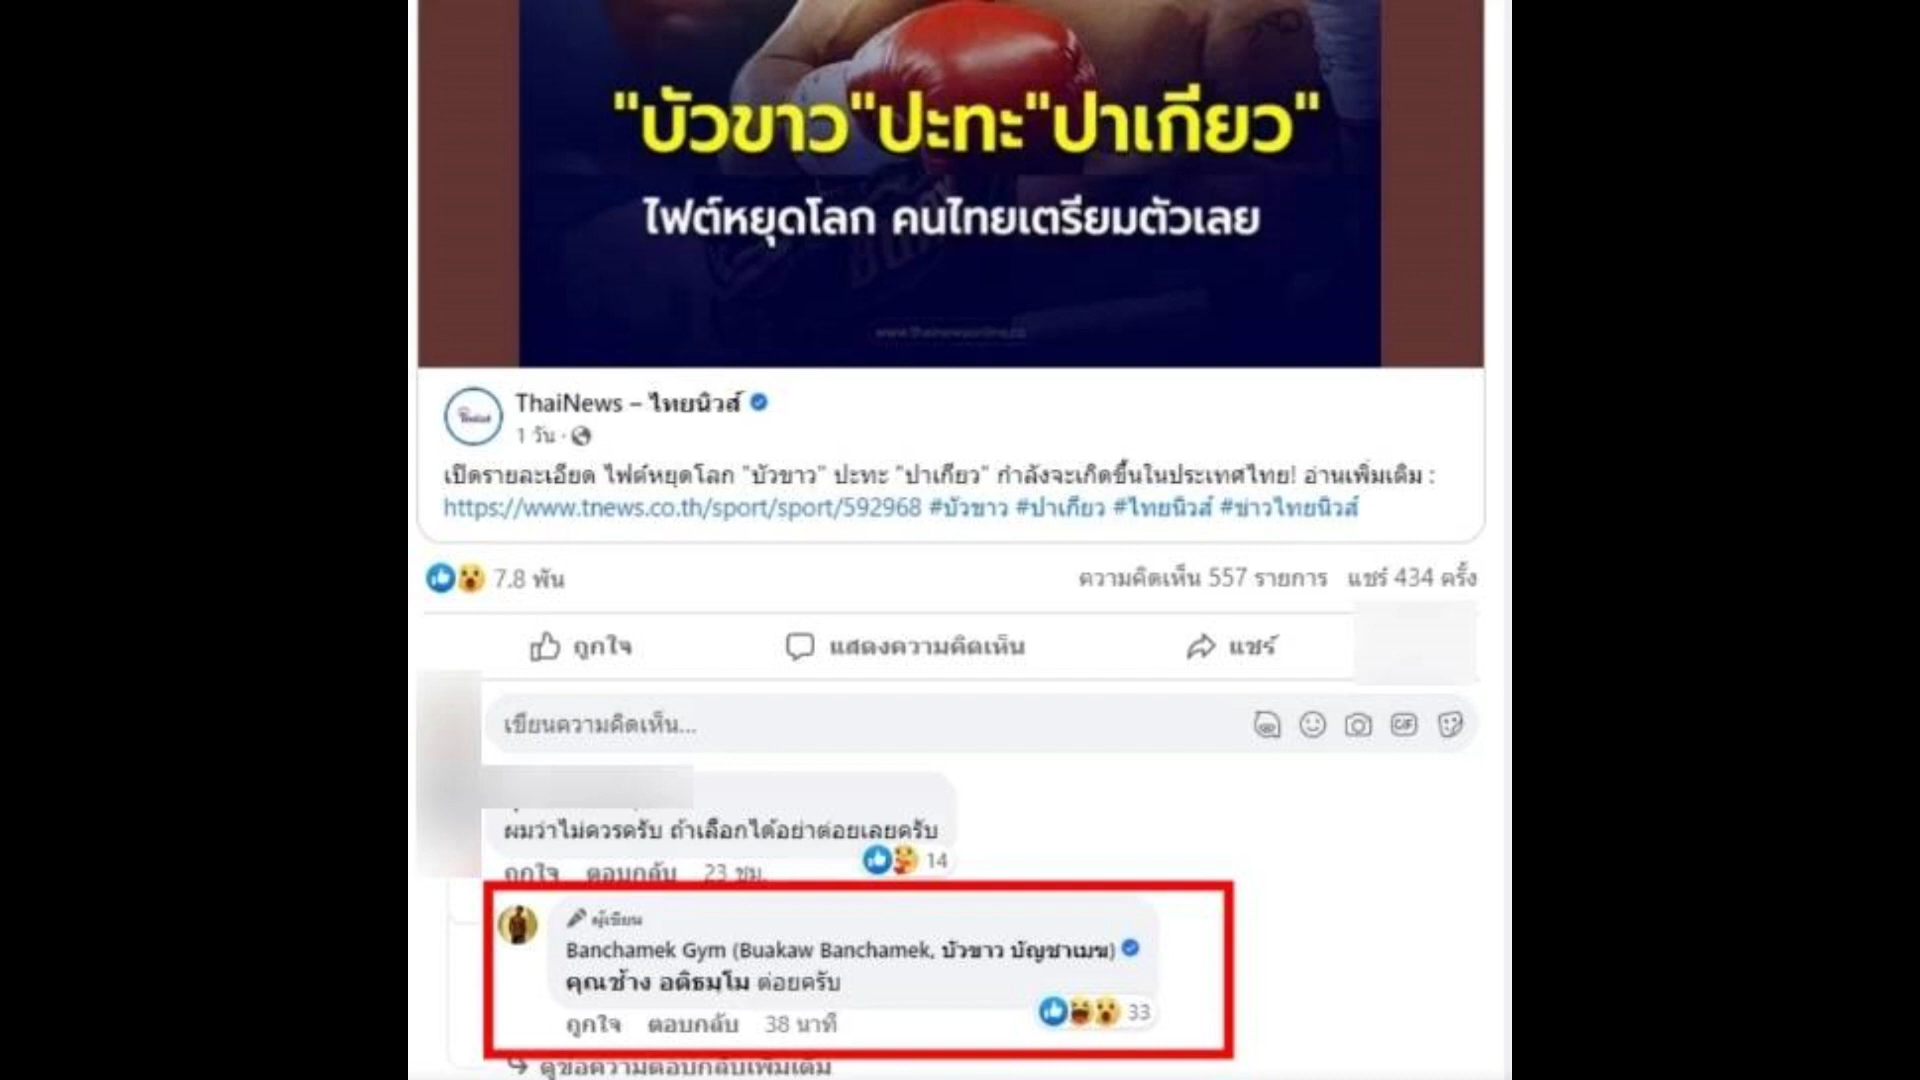 "บัวขาว"ปะทะ"ปาเกียว"
ไฟต์หยุดโลก คนไทยเตรียมตัวเลย
ThaiNews – ไทยนิวส์
1 วัน ·
เปิดรายละเอียด ไฟต์หยุดโลก "บัวขาว" ปะทะ "ปาเกียว" กำลังจะเกิดขึ้นในประเทศไทย! อ่านเพิ่มเติม :
https://www.tnews.co.th/sport/sport/592968 #บัวขาว #ปาเกียว #ไทยนิวส์ #ข่าวไทยนิวส์
7.8 พัน ความคิดเห็น 557 รายการ แชร์ 434 ครั้ง
ถูกใจ แสดงความคิดเห็น แชร์
เขียนความคิดเห็น...
GIF
ผมว่าไม่ควรครับ ถ้าเลือกได้อย่าต่อยเลยครับ
14
ถูกใจ ตอบกลับ 23 ชม.
ผู้เขียน
Banchamek Gym (Buakaw Banchamek, บัวขาว บัญชาเมฆ)
คุณช้าง อติธมฺโม ต่อยครับ
33
ถูกใจ ตอบกลับ 38 นาที
ดูข้อความตอบกลับเพิ่มเติม